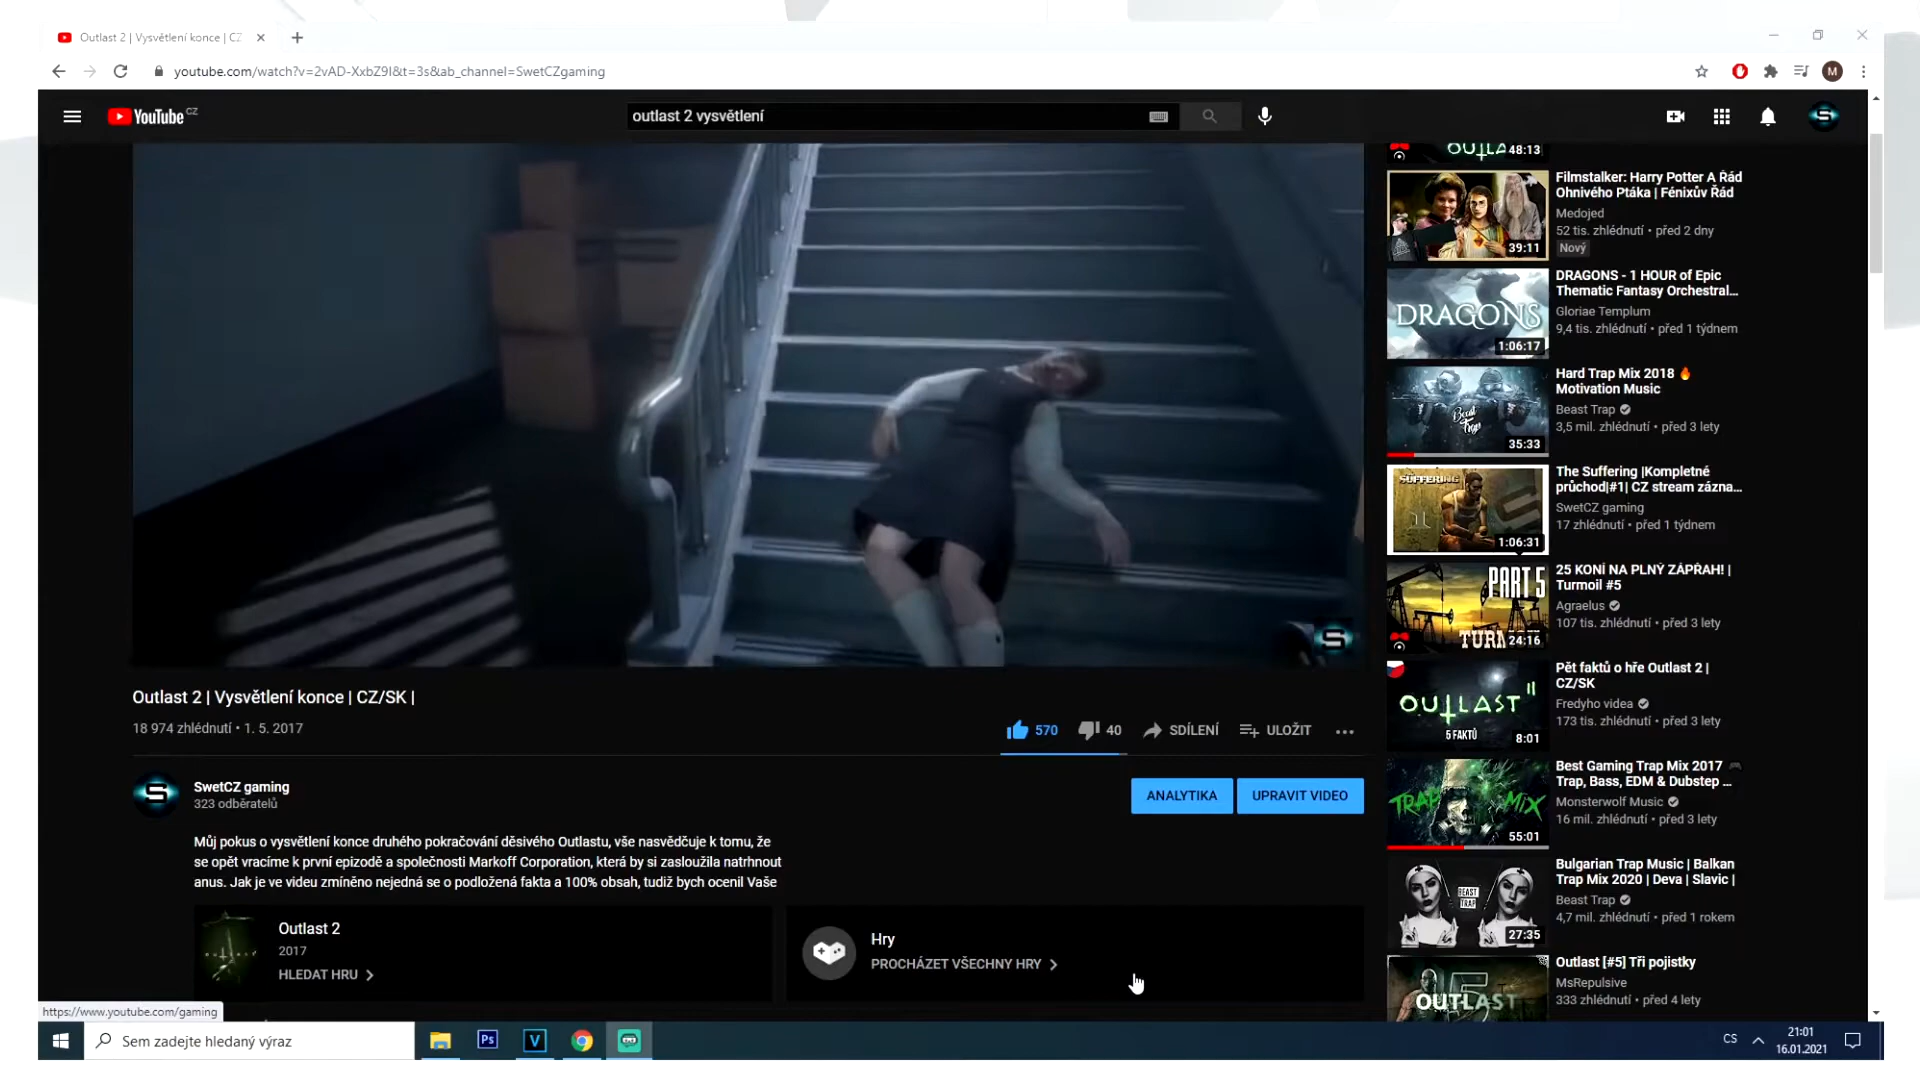 Outlast 2 | Vysvětlení konce | CZ
youtube.com/watch?v=2vAD-XxbZ9I&t=3s&ab_channel=SwetCZgaming
M
YouTube CZ
outlast 2 vysvětlení
48:13
Filmstalker: Harry Potter A Řád
Ohnivého Ptáka | Fénixův Řád
Medojed
52 tis. zhlédnutí • před 2 dny
Nový
39:11
DRAGONS - 1 HOUR of Epic
Thematic Fantasy Orchestral...
Gloriae Templum
9,4 tis. zhlédnutí • před 1 týdnem
DRAGONS
1:06:17
Hard Trap Mix 2018 🔥
Motivation Music
Beast Trap
3,5 mil. zhlédnutí • před 3 lety
35:33
The Suffering |Kompletné
průchod|#1| CZ stream zázna...
SwetCZ gaming
17 zhlédnutí • před 1 týdnem
SUFFERING
1:06:31
25 KONÍ NA PLNÝ ZÁPŘAH! |
Turmoil #5
Agraelus
107 tis. zhlédnutí • před 3 lety
PART 5
24:16
Pět faktů o hře Outlast 2 |
CZ/SK
Fredyho videa
173 tis. zhlédnutí • před 3 lety
OUTLAST II
5 FAKTŮ
8:01
Best Gaming Trap Mix 2017 🎮
Trap, Bass, EDM & Dubstep ...
Monsterwolf Music
16 mil. zhlédnutí • před 3 lety
TRAP MIX
55:01
Bulgarian Trap Music | Balkan
Trap Mix 2020 | Deva | Slavic |
Beast Trap
4,7 mil. zhlédnutí • před 1 rokem
BEAST
TRAP
27:35
Outlast [#5] Tři pojistky
MsRepulsive
333 zhlédnutí • před 4 lety
OUTLAST
Outlast 2 | Vysvětlení konce | CZ/SK |
18 974 zhlédnutí • 1. 5. 2017
570
40
SDÍLENÍ
ULOŽIT
SwetCZ gaming
323 odběratelů
ANALYTIKA
UPRAVIT VIDEO
Můj pokus o vysvětlení konce druhého pokračování děsivého Outlastu, vše nasvědčuje k tomu, že
se opět vracíme k první epizodě a společnosti Markoff Corporation, která by si zasloužila natrhnout
anus. Jak je ve videu zmíněno nejedná se o podložená fakta a 100% obsah, tudiž bych ocenil Vaše
Outlast 2
2017
HLEDAT HRU
Hry
PROCHÁZET VŠECHNY HRY
https://www.youtube.com/gaming
Sem zadejte hledaný výraz
Ps
V
CS
21:01
16.01.2021